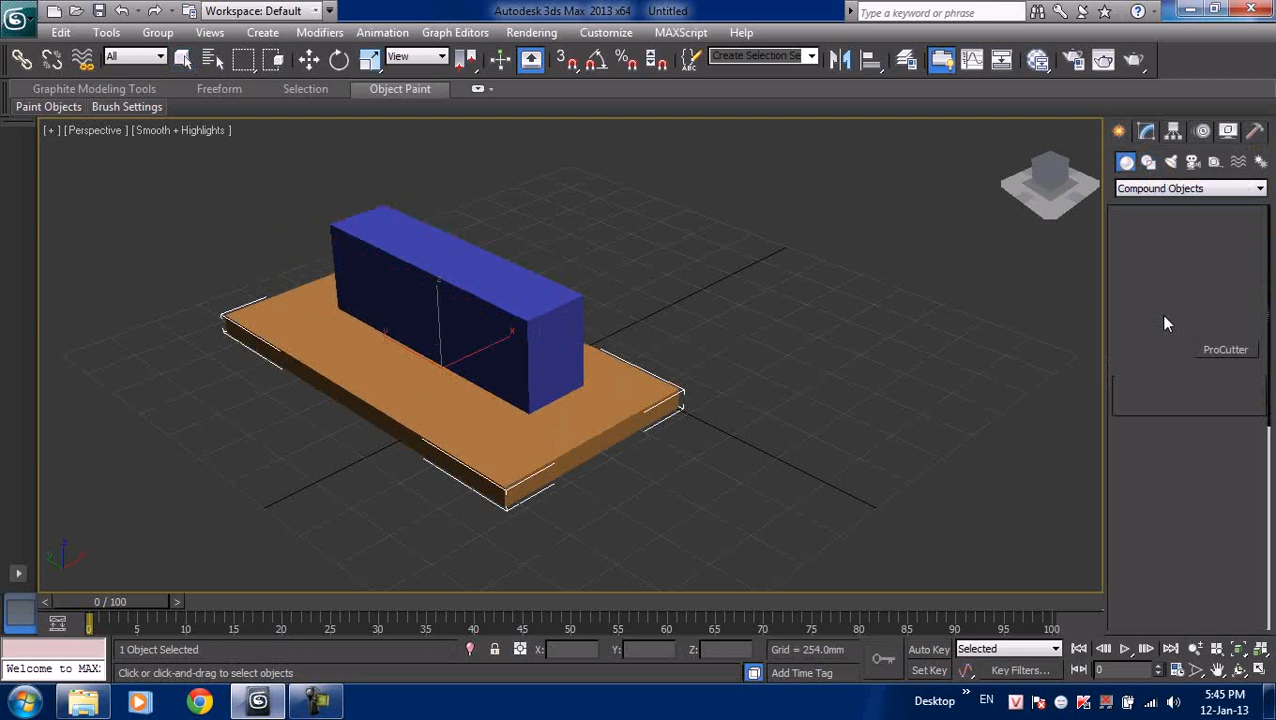 Workspace: Default
Autodesk 3ds Max 2013 x64 Untitled
Type a keyword or phrase
Edit Tools Group Views Create Modifiers Animation Graph Editors Rendering Customize MAXScript Help
All View 3 Create Selection Se
Graphite Modeling Tools Freeform Selection Object Paint
Paint Objects Brush Settings
[ + ] [ Perspective ] [ Smooth + Highlights ]
Compound Objects
ProCutter
0 / 100
0 5 10 15 20 25 30 35 40 45 50 55 60 65 70 75 80 85 90 95 100
1 Object Selected X: Y: Z: Grid = 254.0mm Auto Key Selected
Welcome to MAX Click or click-and-drag to select objects Add Time Tag Set Key Key Filters... 0
Desktop EN 5:45 PM
12-Jan-13